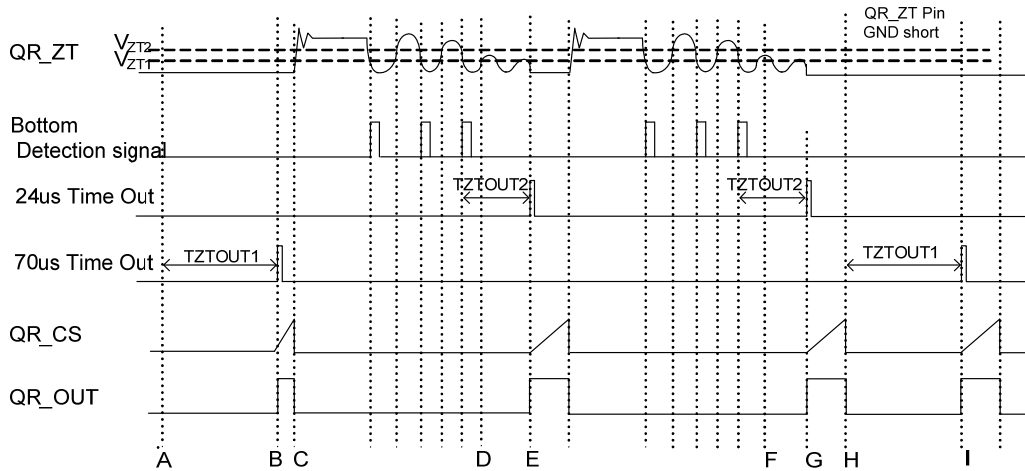 QR_ZT Pin
GND short
VZT2
QR_ZT
VZT1
Bottom
Detection signal
24us Time Out
TZTOUT2
TZTOUT2
70us Time Out
TZTOUT1
TZTOUT1
QR_CS
QR_OUT
A B C D E F G H I